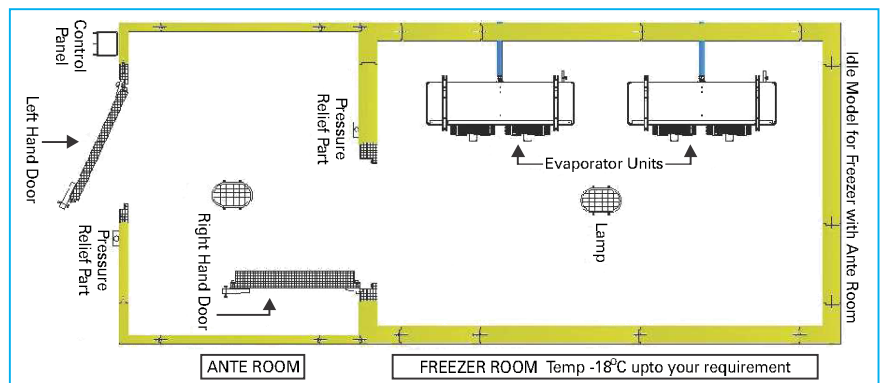 Control
Panel
Left Hand Door
Pressure
Relief Part
Pressure
Relief Part
Right Hand Door
Evaporator Units
Lamp
Idle Model for Freezer with Ante Room
ANTE ROOM
FREEZER ROOM Temp -18°C upto your requirement